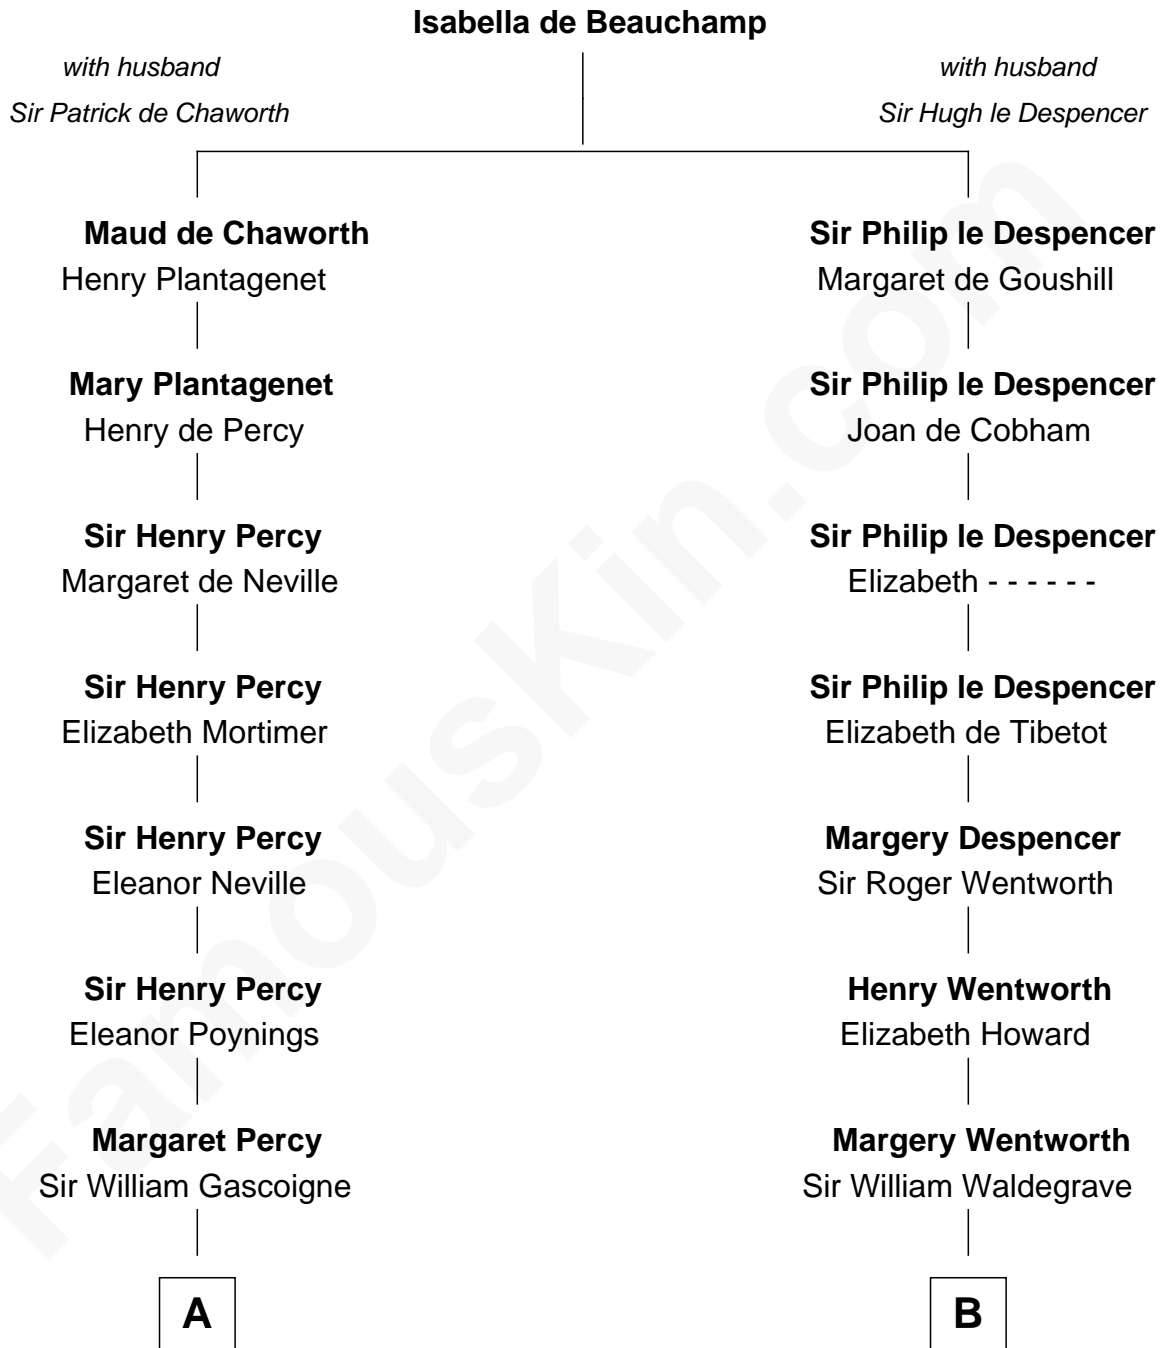 Isabella de Beauchamp
with husband
Sir Patrick de Chaworth
with husband
Sir Hugh le Despencer
Maud de Chaworth
Henry Plantagenet
Sir Philip le Despencer
Margaret de Goushill
Mary Plantagenet
Henry de Percy
Sir Philip le Despencer
Joan de Cobham
Sir Henry Percy
Margaret de Neville
Sir Philip le Despencer
Elizabeth - - - - - -
Sir Henry Percy
Elizabeth Mortimer
Sir Philip le Despencer
Elizabeth de Tibetot
Sir Henry Percy
Eleanor Neville
Margery Despencer
Sir Roger Wentworth
Sir Henry Percy
Eleanor Poynings
Henry Wentworth
Elizabeth Howard
Margaret Percy
Sir William Gascoigne
Margery Wentworth
Sir William Waldegrave
A
B
FamousKin.com